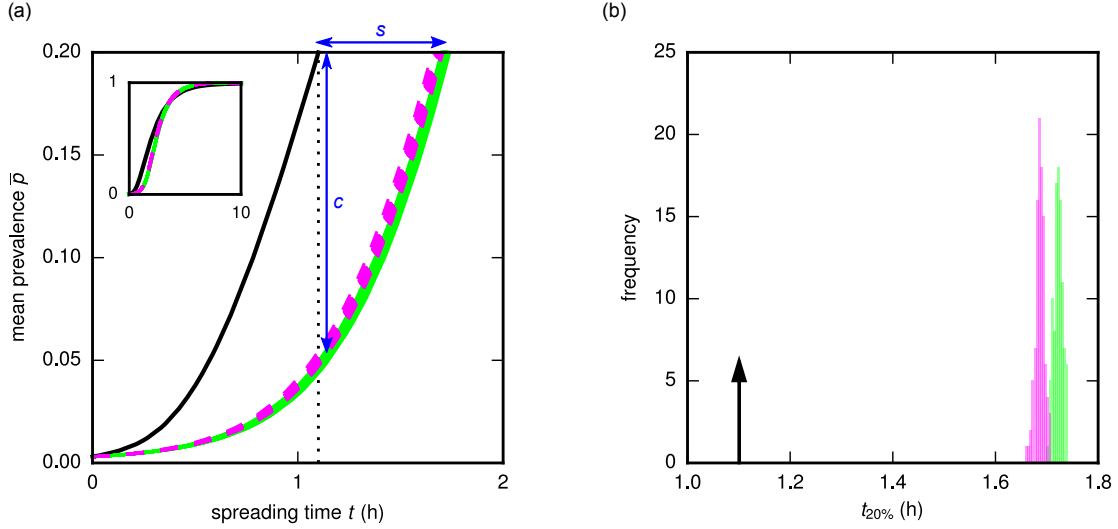 (a)
mean prevalence p̅
0.20
0.15
0.10
0.05
0.00
0
1
2
spreading time t (h)
s
c
1
0
0
10
(b)
frequency
25
20
15
10
5
0
1.0
1.2
1.4
1.6
1.8
t20% (h)